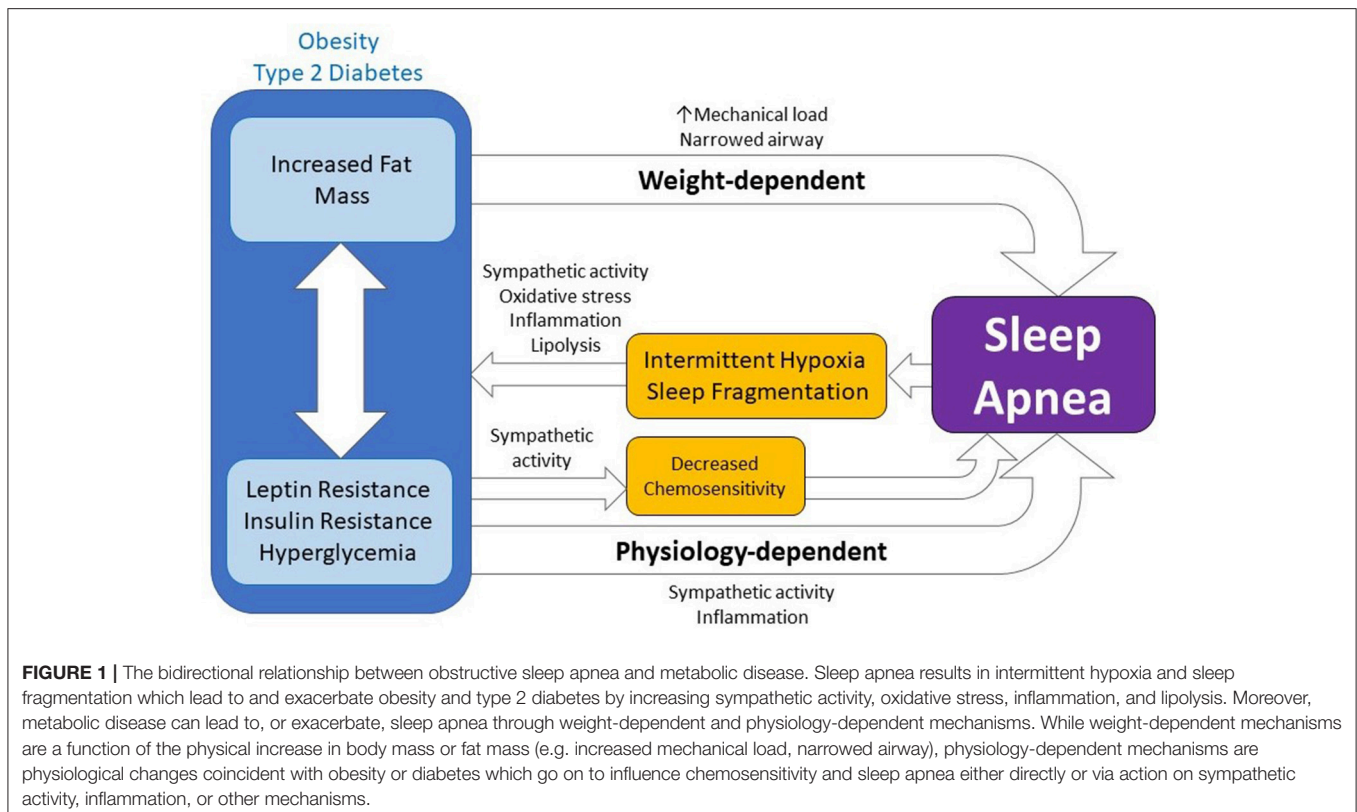 Obesity
Type 2 Diabetes
Increased Fat
Mass
↑Mechanical load
Narrowed airway
Weight-dependent
Sympathetic activity
Oxidative stress
Inflammation
Lipolysis
Intermittent Hypoxia
Sleep Fragmentation
Sleep
Apnea
Sympathetic
activity
Decreased
Chemosensitivity
Leptin Resistance
Insulin Resistance
Hyperglycemia
Physiology-dependent
Sympathetic activity
Inflammation
FIGURE 1 | The bidirectional relationship between obstructive sleep apnea and metabolic disease. Sleep apnea results in intermittent hypoxia and sleep
fragmentation which lead to and exacerbate obesity and type 2 diabetes by increasing sympathetic activity, oxidative stress, inflammation, and lipolysis. Moreover,
metabolic disease can lead to, or exacerbate, sleep apnea through weight-dependent and physiology-dependent mechanisms. While weight-dependent mechanisms
are a function of the physical increase in body mass or fat mass (e.g. increased mechanical load, narrowed airway), physiology-dependent mechanisms are
physiological changes coincident with obesity or diabetes which go on to influence chemosensitivity and sleep apnea either directly or via action on sympathetic
activity, inflammation, or other mechanisms.